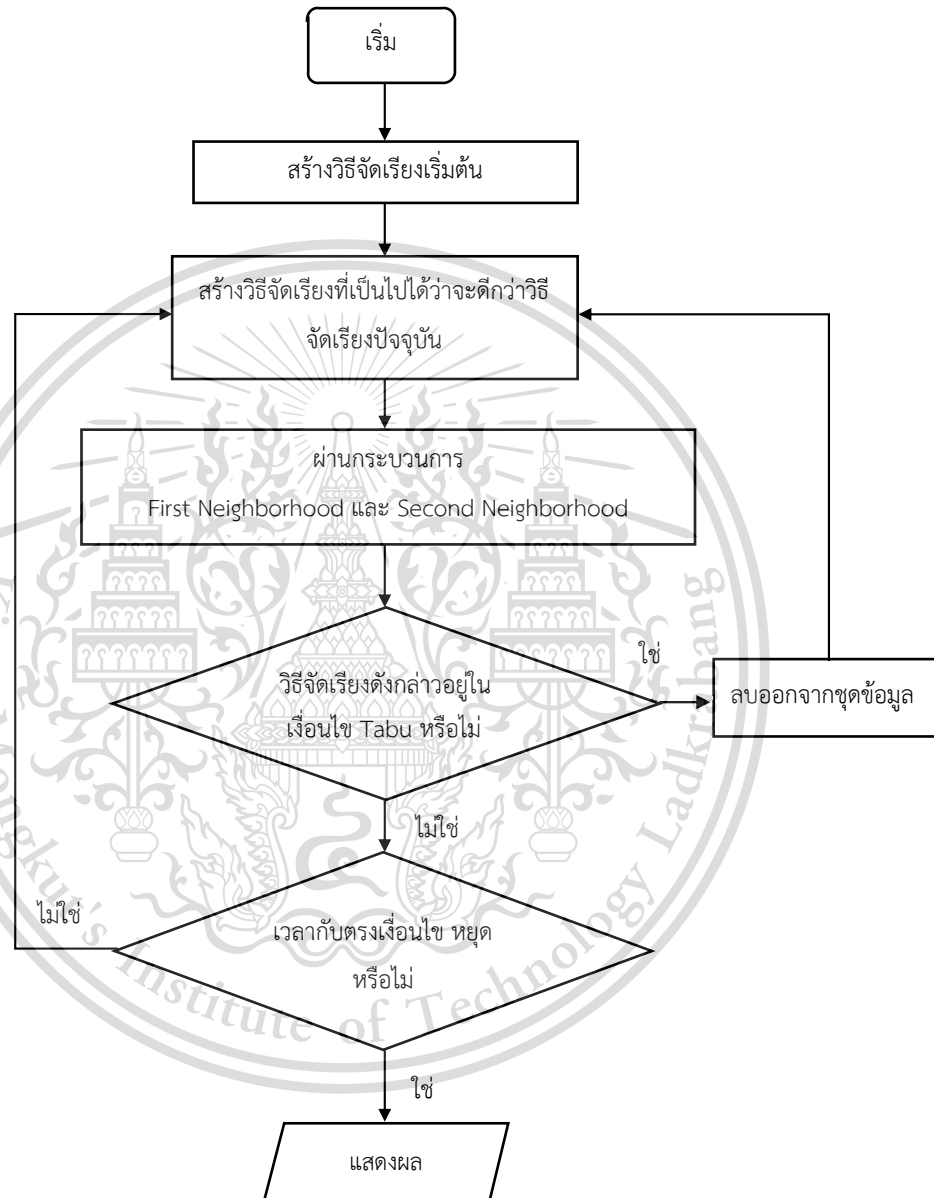 เริ่ม
สร้างวิธีจัดเรียงเริ่มต้น
สร้างวิธีจัดเรียงที่เป็นไปได้ว่าจะดีกว่าวิธี
จัดเรียงปัจจุบัน
ผ่านกระบวนการ
First Neighborhood และ Second Neighborhood
วิธีจัดเรียงดังกล่าวอยู่ใน
เงื่อนไข Tabu หรือไม่
ใช่
ลบออกจากชุดข้อมูล
ไม่ใช่
เวลากับตรงเงื่อนไข หยุด
หรือไม่
ไม่ใช่
ใช่
แสดงผล
Institute of Technology Ladkrabang